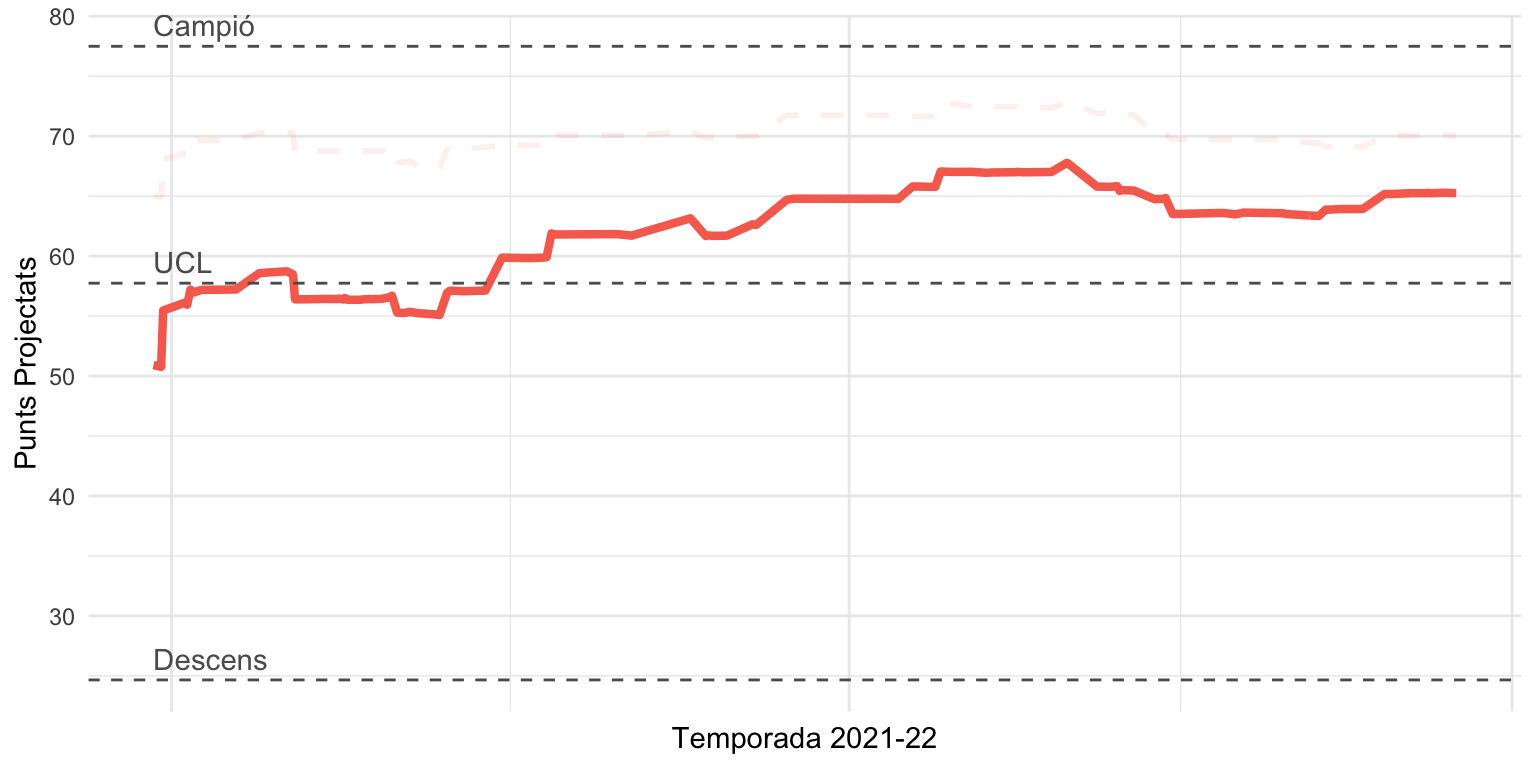 80
Campió
70
UCL
60
50
40
30
Descens
Punts Projectats
Temporada 2021-22